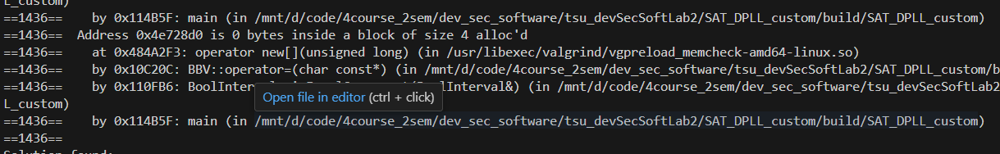 L_custom)
==1436==    by 0x114B5F: main (in /mnt/d/code/4course_2sem/dev_sec_software/tsu_devSecSoftLab2/SAT_DPLL_custom/build/SAT_DPLL_custom)
==1436==  Address 0x4e728d0 is 0 bytes inside a block of size 4 alloc'd
==1436==    at 0x484A2F3: operator new[](unsigned long) (in /usr/libexec/valgrind/vgpreload_memcheck-amd64-linux.so)
==1436==    by 0x10C20C: BBV::operator=(char const*) (in /mnt/d/code/4course_2sem/dev_sec_software/tsu_devSecSoftLab2/SAT_DPLL_custom/b
==1436==    by 0x110FB6: (in /mnt/d/code/4course_2sem/dev_sec_software/tsu_devSecSoftLab2
Open file in editor (ctrl + click)
L_custom)
==1436==    by 0x114B5F: main (in /mnt/d/code/4course_2sem/dev_sec_software/tsu_devSecSoftLab2/SAT_DPLL_custom/build/SAT_DPLL_custom)
==1436==
Solution found: